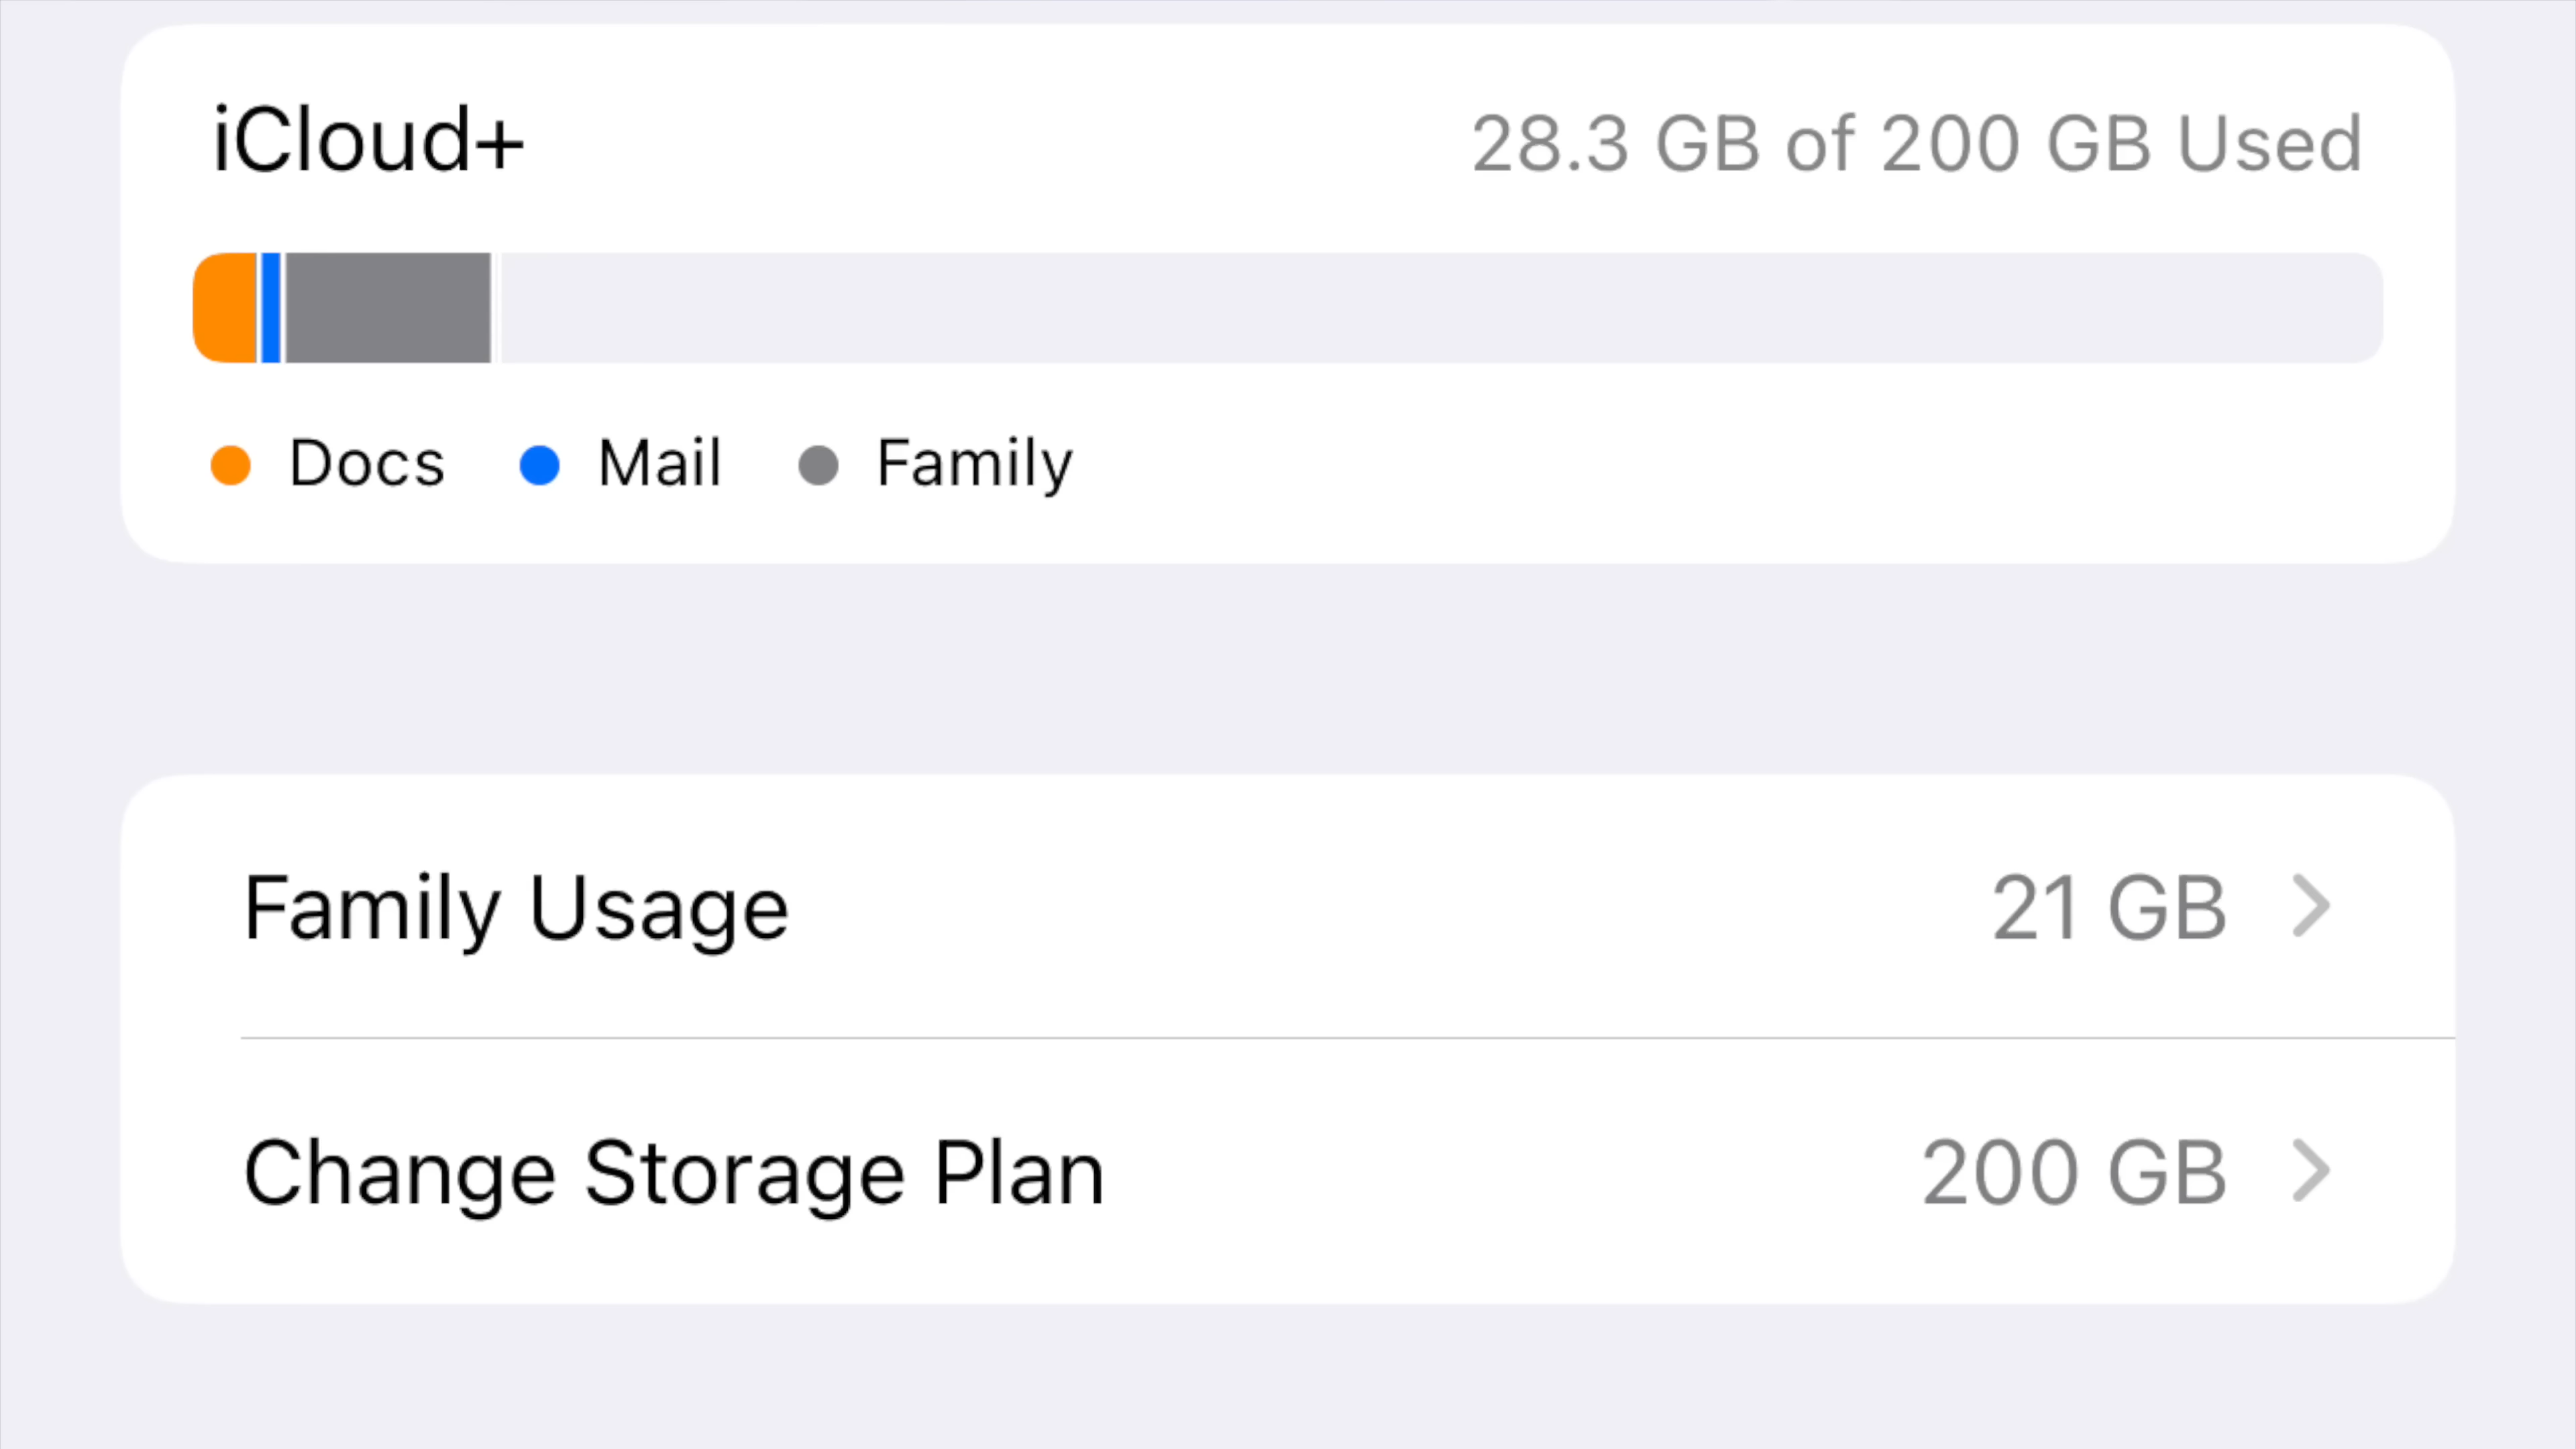 iCloud+ 28.3 GB of 200 GB Used
Docs Mail Family
Family Usage 21 GB
Change Storage Plan 200 GB